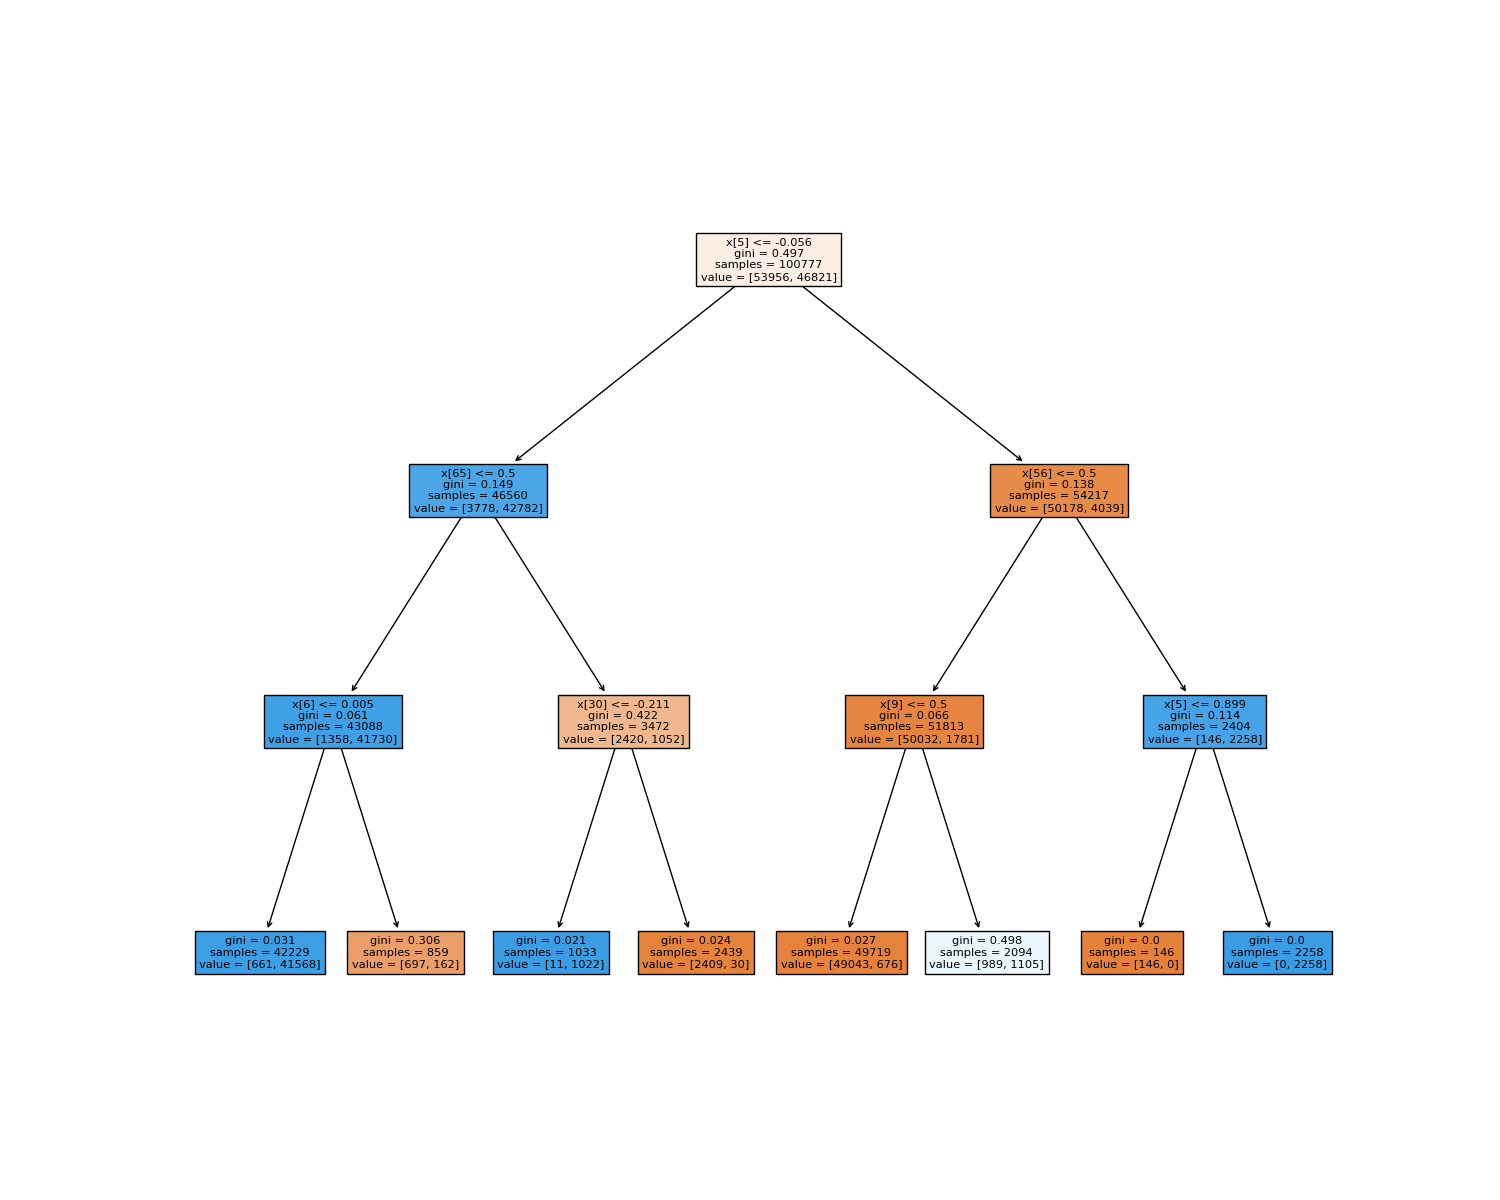 x[5] <= -0.056
gini = 0.497
samples = 100777
value = [53956, 46821]
x[65] <= 0.5
gini = 0.149
samples = 46560
value = [3778, 42782]
x[56] <= 0.5
gini = 0.138
samples = 54217
value = [50178, 4039]
x[6] <= 0.005
gini = 0.061
samples = 43088
value = [1358, 41730]
x[30] <= -0.211
gini = 0.422
samples = 3472
value = [2420, 1052]
x[9] <= 0.5
gini = 0.066
samples = 51813
value = [50032, 1781]
x[5] <= 0.899
gini = 0.114
samples = 2404
value = [146, 2258]
gini = 0.031
samples = 42229
value = [661, 41568]
gini = 0.306
samples = 859
value = [697, 162]
gini = 0.021
samples = 1033
value = [11, 1022]
gini = 0.024
samples = 2439
value = [2409, 30]
gini = 0.027
samples = 49719
value = [49043, 676]
gini = 0.498
samples = 2094
value = [989, 1105]
gini = 0.0
samples = 146
value = [146, 0]
gini = 0.0
samples = 2258
value = [0, 2258]